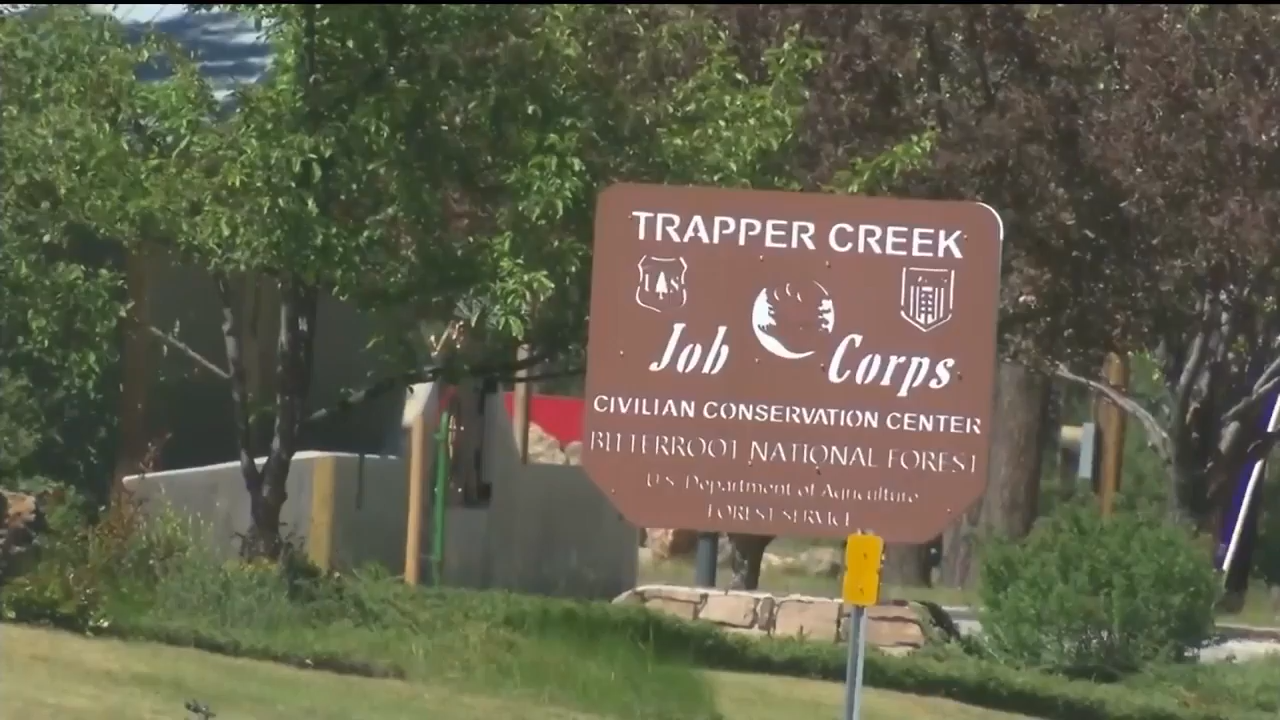 TRAPPER CREEK
U S
Job Corps
CIVILIAN CONSERVATION CENTER
BITTERROOT NATIONAL FOREST
U.S. Department of Agriculture
FOREST SERVICE